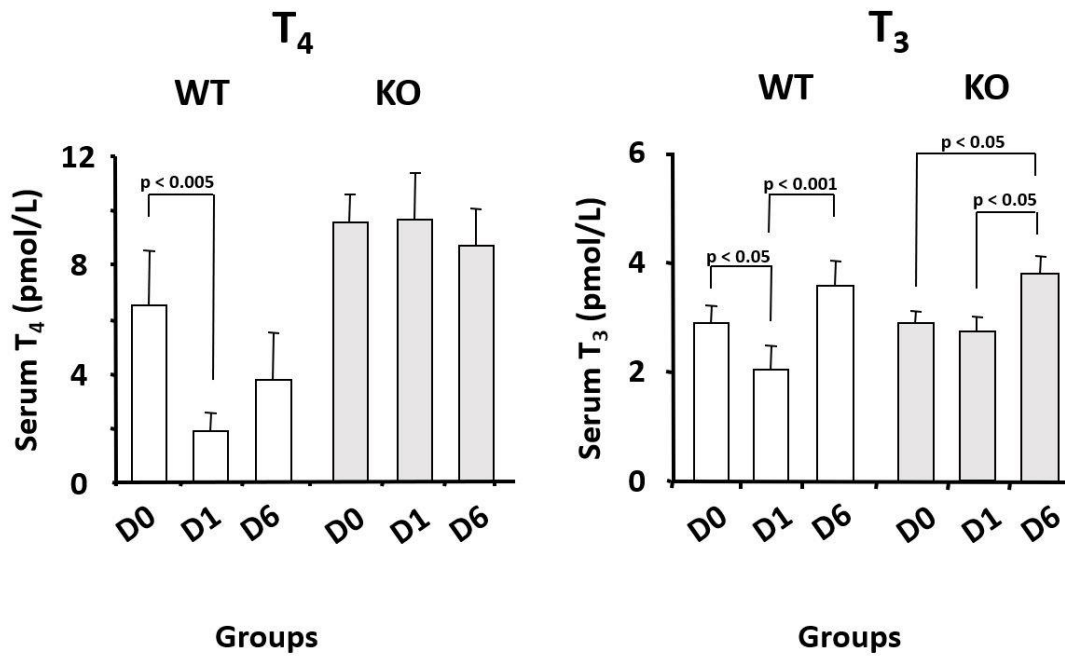 T₄
WT KO
12
8
4
0
Serum T₄ (pmol/L)
p < 0.005
D0 D1 D6 D0 D1 D6
Groups
T₃
WT KO
6
4
2
0
Serum T₃ (pmol/L)
p < 0.05
p < 0.001
p < 0.05
p < 0.05
D0 D1 D6 D0 D1 D6
Groups